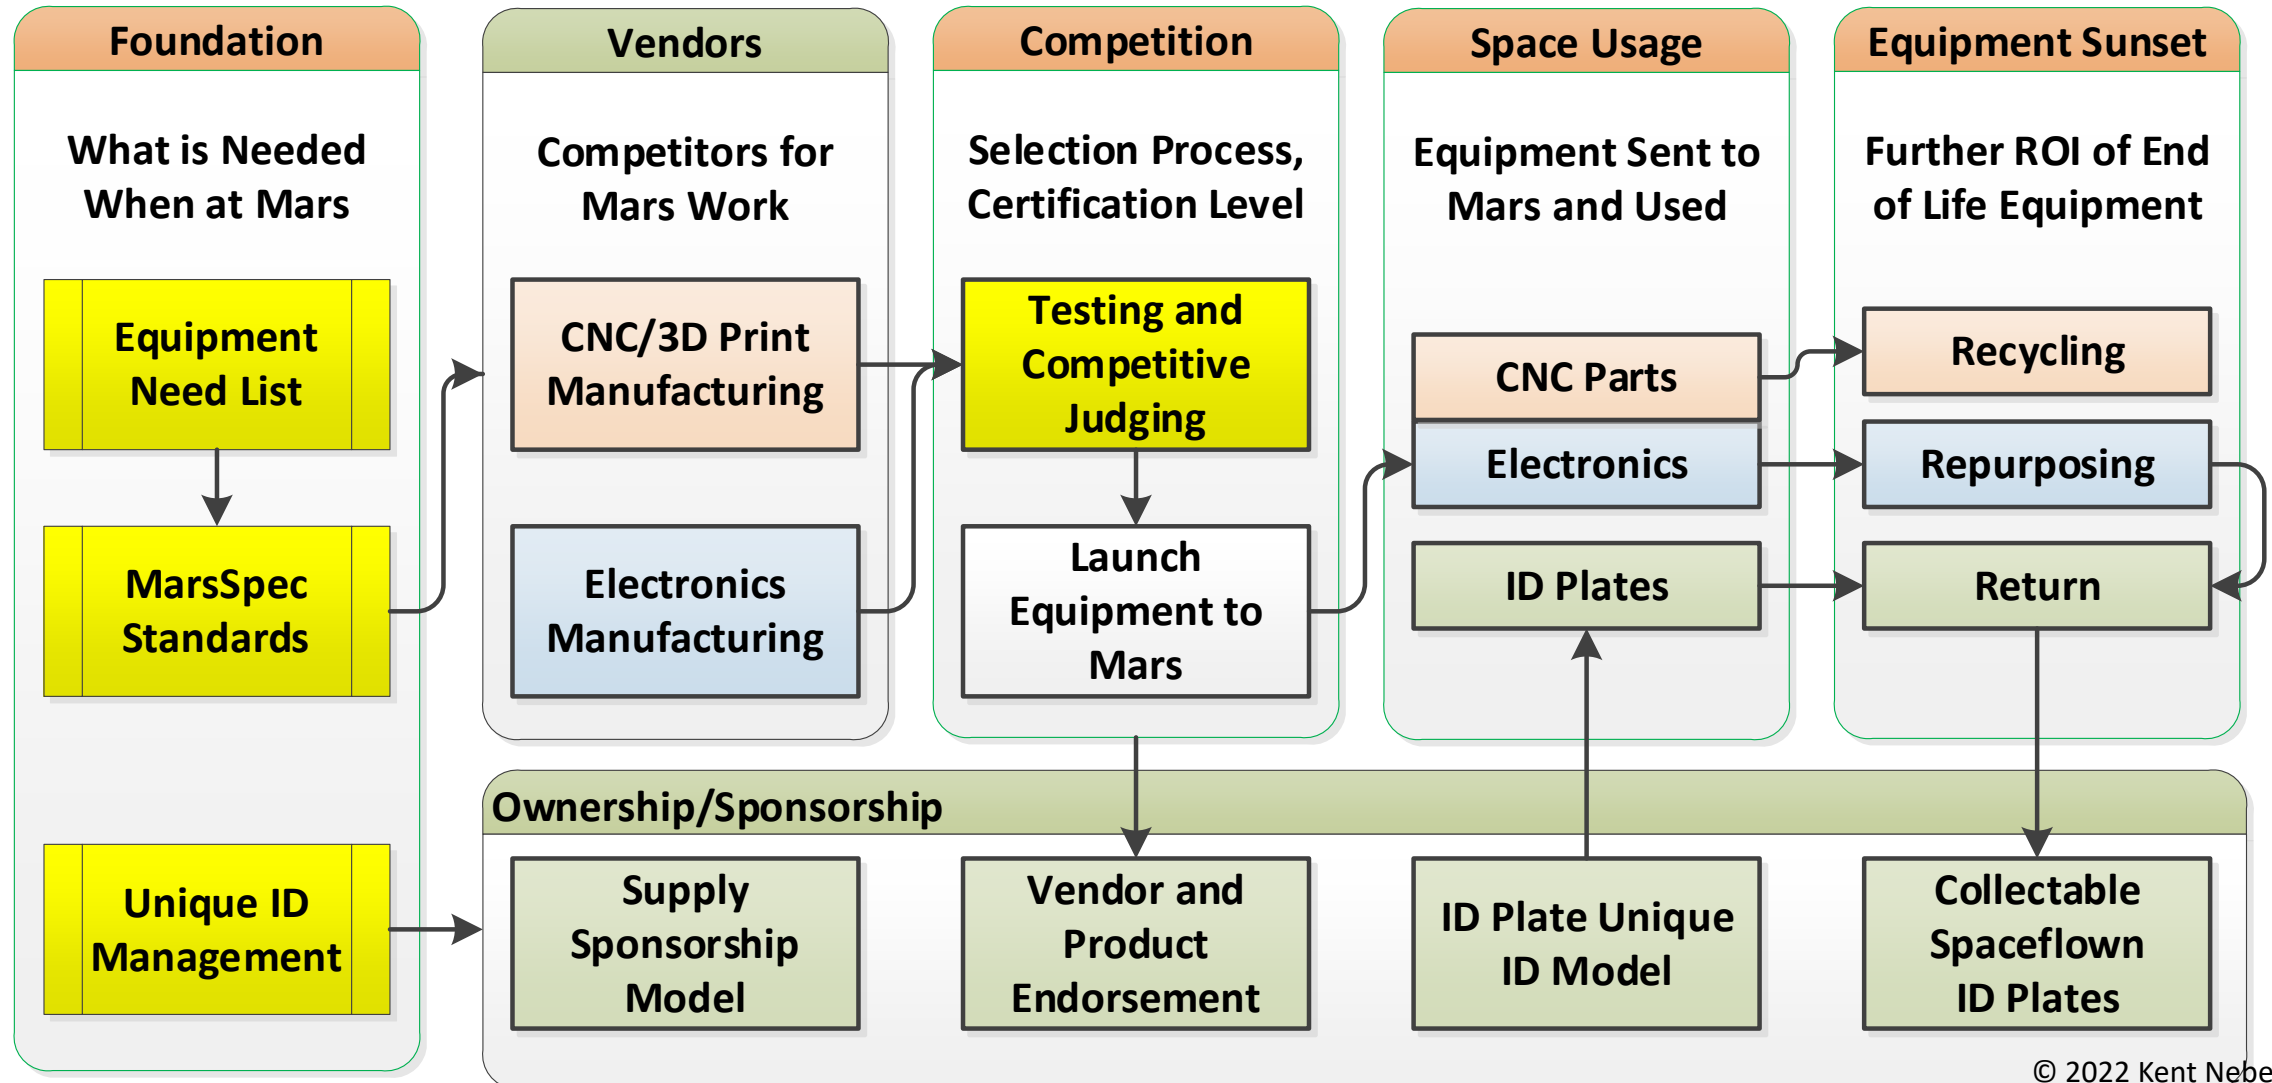 Foundation
What is Needed
When at Mars
Equipment
Need List
MarsSpec
Standards
Unique ID
Management
Vendors
Competitors for
Mars Work
CNC/3D Print
Manufacturing
Electronics
Manufacturing
Competition
Selection Process,
Certification Level
Testing and
Competitive
Judging
Launch
Equipment to
Mars
Space Usage
Equipment Sent to
Mars and Used
CNC Parts
Electronics
ID Plates
Equipment Sunset
Further ROI of End
of Life Equipment
Recycling
Repurposing
Return
Ownership/Sponsorship
Supply
Sponsorship
Model
Vendor and
Product
Endorsement
ID Plate Unique
ID Model
Collectable
Spaceflown
ID Plates
© 2022 Kent Nebe